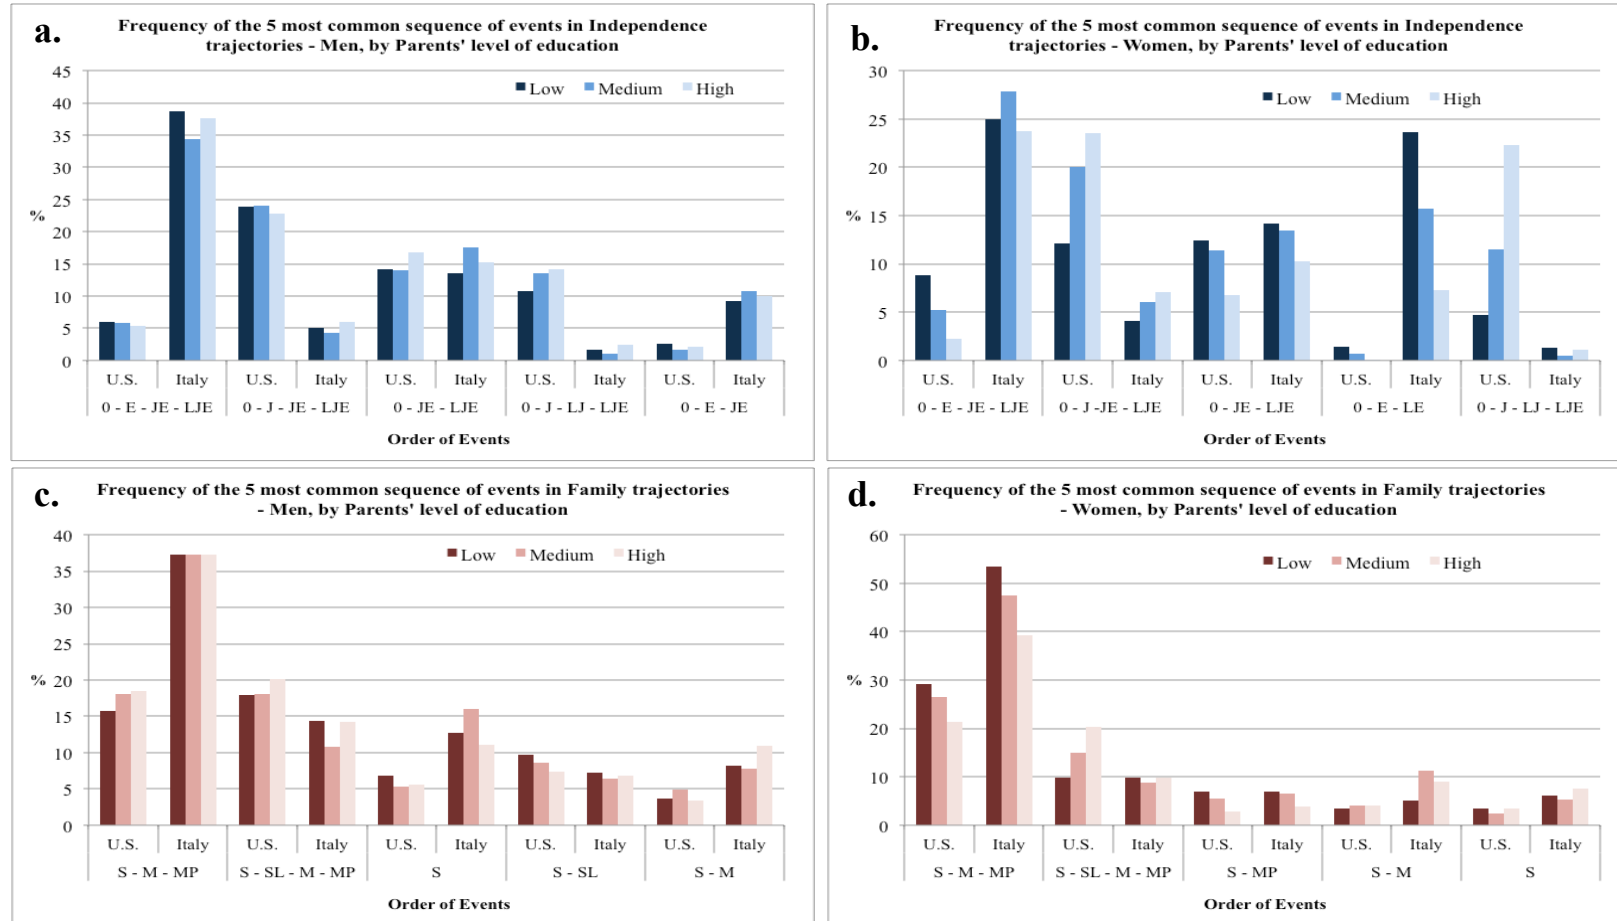 a.
Frequency of the 5 most common sequence of events in Independence
trajectories - Men, by Parents' level of education
Low Medium High
45
40
35
30
25
20
15
10
5
0
%
U.S. Italy U.S. Italy U.S. Italy U.S. Italy U.S. Italy
0 - E - JE - LJE 0 - J - JE - LJE 0 - JE - LJE 0 - J - LJ - LJE 0 - E - JE
Order of Events
b.
Frequency of the 5 most common sequence of events in Independence
trajectories - Women, by Parents' level of education
Low Medium High
30
25
20
15
10
5
0
%
U.S. Italy U.S. Italy U.S. Italy U.S. Italy U.S. Italy
0 - E - JE - LJE 0 - J -JE - LJE 0 - JE - LJE 0 - E - LE 0 - J - LJ - LJE
Order of Events
c.
Frequency of the 5 most common sequence of events in Family trajectories
- Men, by Parents' level of education
Low Medium High
40
35
30
25
20
15
10
5
0
%
U.S. Italy U.S. Italy U.S. Italy U.S. Italy U.S. Italy
S - M - MP S - SL - M - MP S S - SL S - M
Order of Events
d.
Frequency of the 5 most common sequence of events in Family trajectories
- Women, by Parents' level of education
Low Medium High
60
50
40
30
20
10
0
%
U.S. Italy U.S. Italy U.S. Italy U.S. Italy U.S. Italy
S - M - MP S - SL - M - MP S - MP S - M S
Order of Events